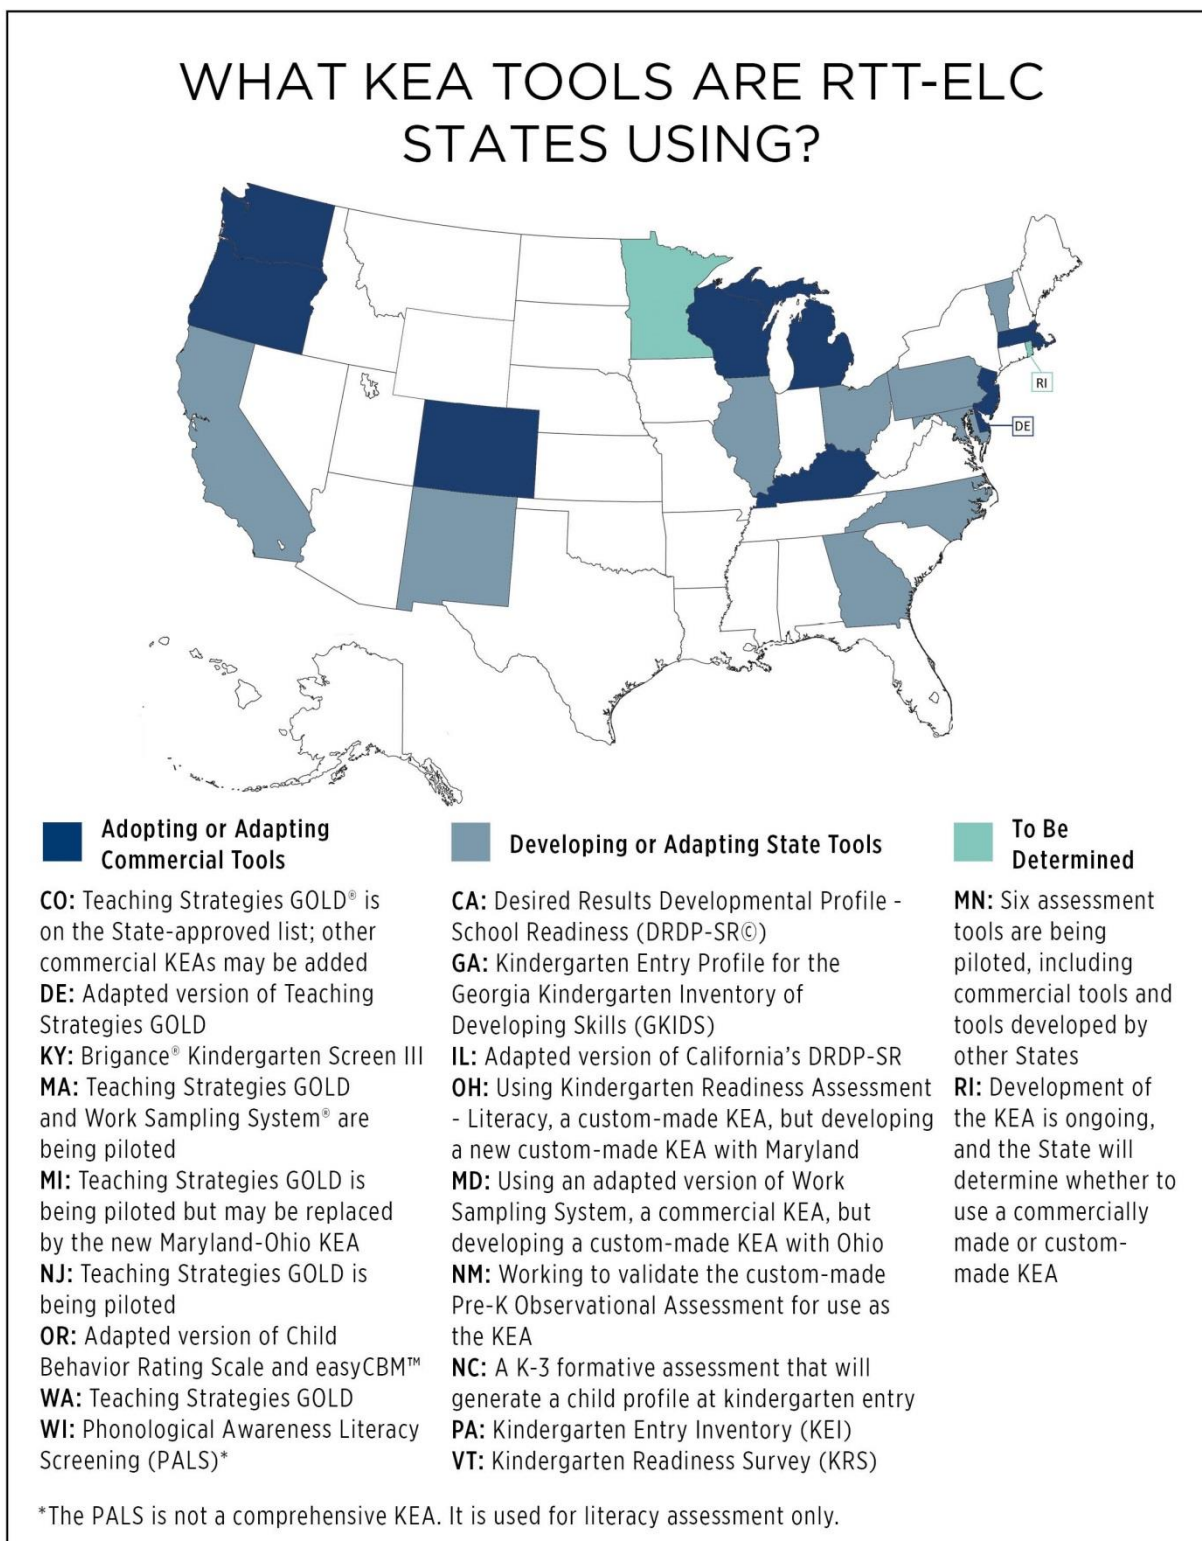 WHAT KEA TOOLS ARE RTT-ELC
STATES USING?
RI
DE
Adopting or Adapting
Commercial Tools
CO: Teaching Strategies GOLD® is
on the State-approved list; other
commercial KEAs may be added
DE: Adapted version of Teaching
Strategies GOLD
KY: Brigance® Kindergarten Screen III
MA: Teaching Strategies GOLD
and Work Sampling System® are
being piloted
MI: Teaching Strategies GOLD is
being piloted but may be replaced
by the new Maryland-Ohio KEA
NJ: Teaching Strategies GOLD is
being piloted
OR: Adapted version of Child
Behavior Rating Scale and easyCBM™
WA: Teaching Strategies GOLD
WI: Phonological Awareness Literacy
Screening (PALS)*
Developing or Adapting State Tools
CA: Desired Results Developmental Profile -
School Readiness (DRDP-SR©)
GA: Kindergarten Entry Profile for the
Georgia Kindergarten Inventory of
Developing Skills (GKIDS)
IL: Adapted version of California's DRDP-SR
OH: Using Kindergarten Readiness Assessment
- Literacy, a custom-made KEA, but developing
a new custom-made KEA with Maryland
MD: Using an adapted version of Work
Sampling System, a commercial KEA, but
developing a custom-made KEA with Ohio
NM: Working to validate the custom-made
Pre-K Observational Assessment for use as
the KEA
NC: A K-3 formative assessment that will
generate a child profile at kindergarten entry
PA: Kindergarten Entry Inventory (KEI)
VT: Kindergarten Readiness Survey (KRS)
To Be
Determined
MN: Six assessment
tools are being
piloted, including
commercial tools and
tools developed by
other States
RI: Development of
the KEA is ongoing,
and the State will
determine whether to
use a commercially
made or custom-
made KEA
*The PALS is not a comprehensive KEA. It is used for literacy assessment only.